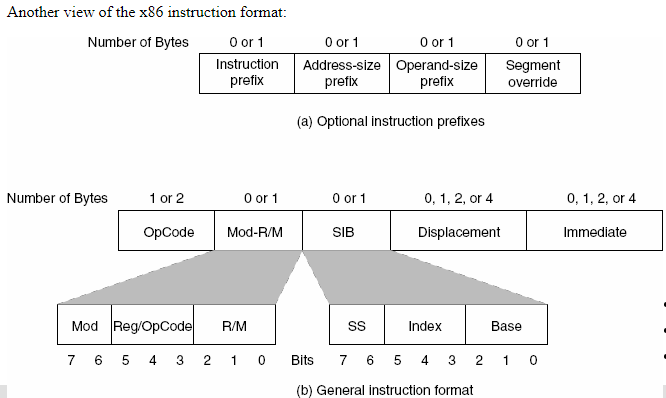 Another view of the x86 instruction format:
Number of Bytes 0 or 1 0 or 1 0 or 1 0 or 1
Instruction prefix Address-size prefix Operand-size prefix Segment override
(a) Optional instruction prefixes
Number of Bytes 1 or 2 0 or 1 0 or 1 0, 1, 2, or 4 0, 1, 2, or 4
OpCode Mod-R/M SIB Displacement Immediate
Mod Reg/OpCode R/M SS Index Base
7 6 5 4 3 2 1 0 Bits 7 6 5 4 3 2 1 0
(b) General instruction format